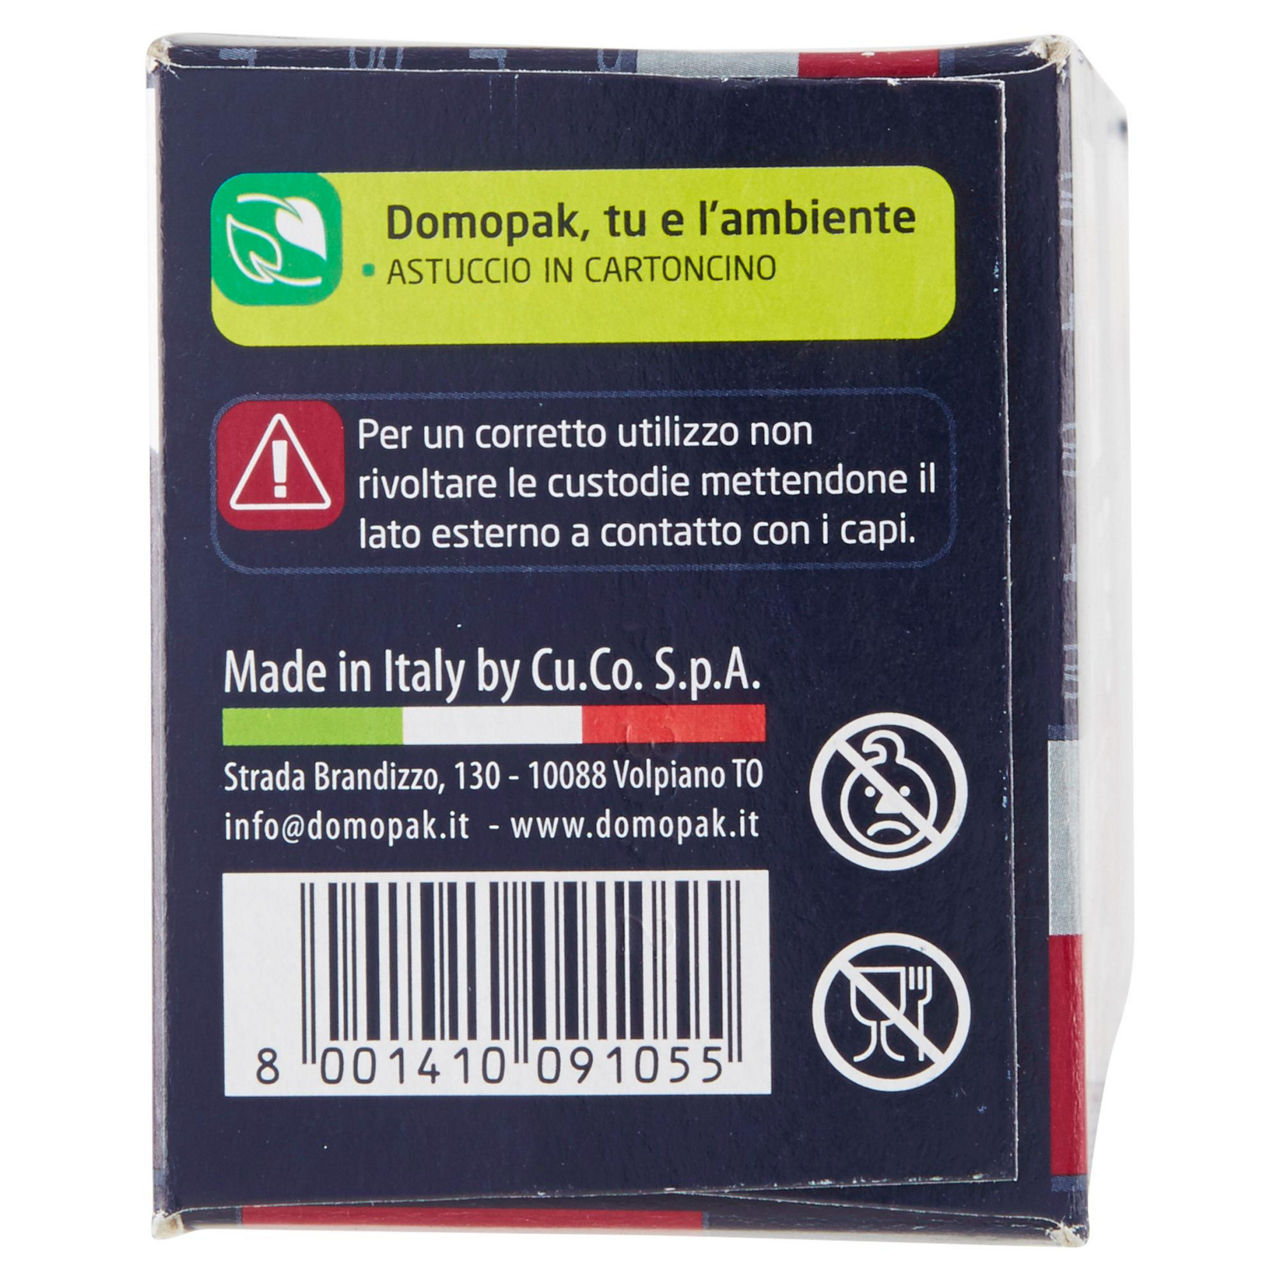 Domopak, tu e l'ambiente
▪ ASTUCCIO IN CARTONCINO
Per un corretto utilizzo non
rivoltare le custodie mettendone il
lato esterno a contatto con i capi.
Made in Italy by Cu.Co. S.p.A.
Strada Brandizzo, 130 - 10088 Volpiano TO
info@domopak.it - www.domopak.it
8 001410 091055